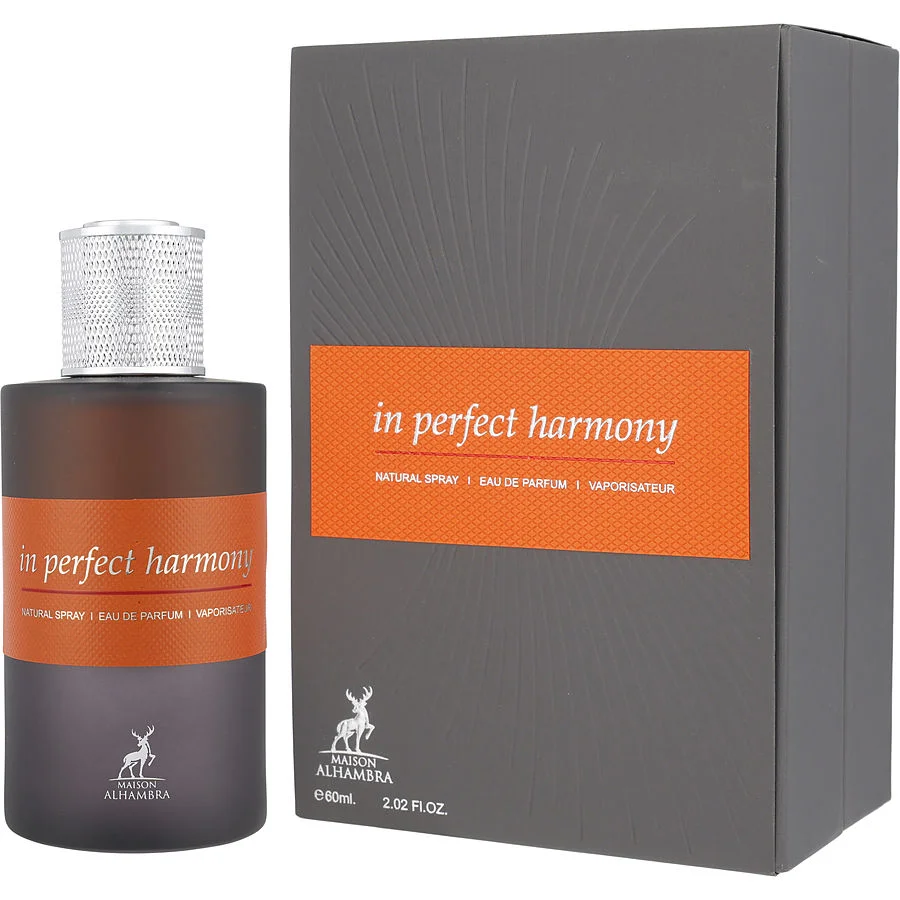 in perfect harmony
NATURAL SPRAY I EAU DE PARFUM I VAPORISATEUR
MAISON
ALHAMBRA
in perfect harmony
NATURAL SPRAY I EAU DE PARFUM I VAPORISATEUR
MAISON
ALHAMBRA
℮60ml. 2.02 Fl.OZ.